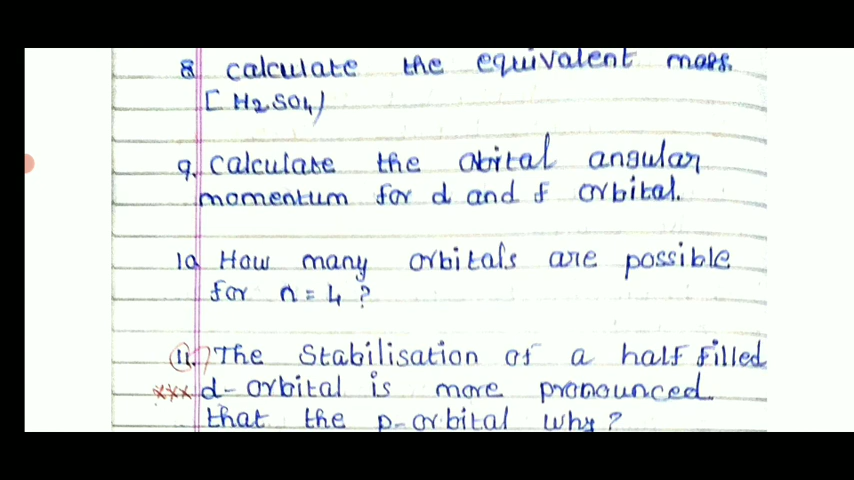 8 calculate the equivalent mass.
[H2SO4)
9. calculate the obital angular
momentum for d and f orbital.
10 How many orbitals are possible
for n = 4 ?
11.) The Stabilisation of a half filled
*** d- orbital is more pronounced
that the p-orbital why?